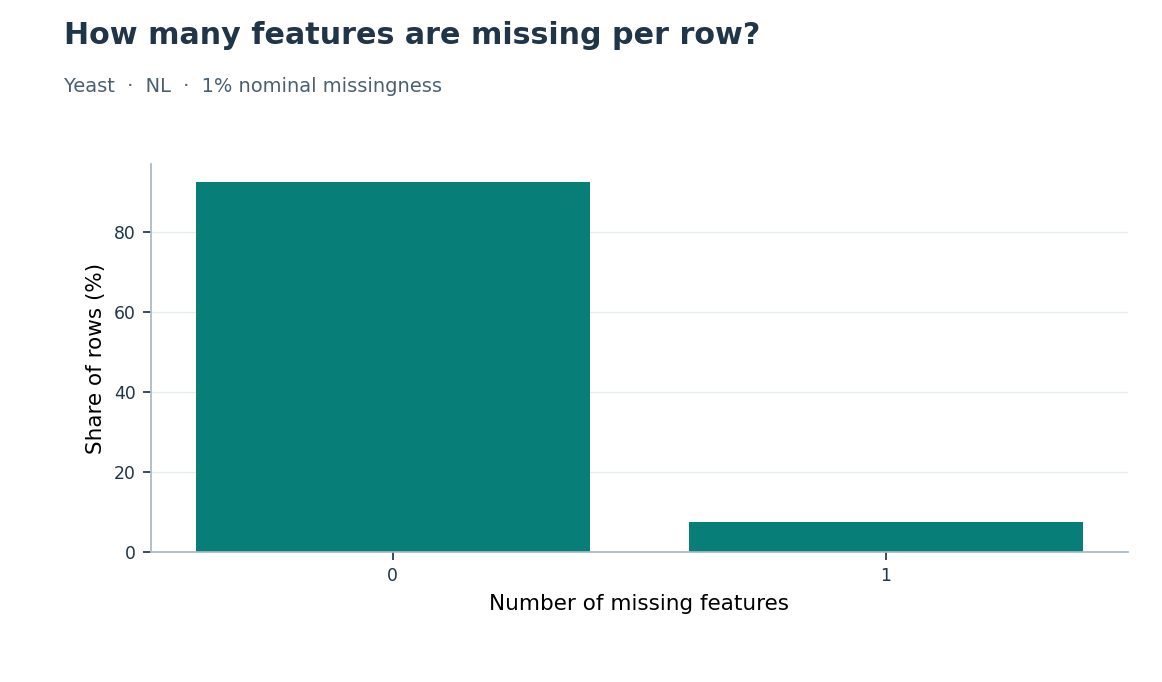 How many features are missing per row?
Yeast · NL · 1% nominal missingness
Share of rows (%)
80
60
40
20
0
0 1
Number of missing features